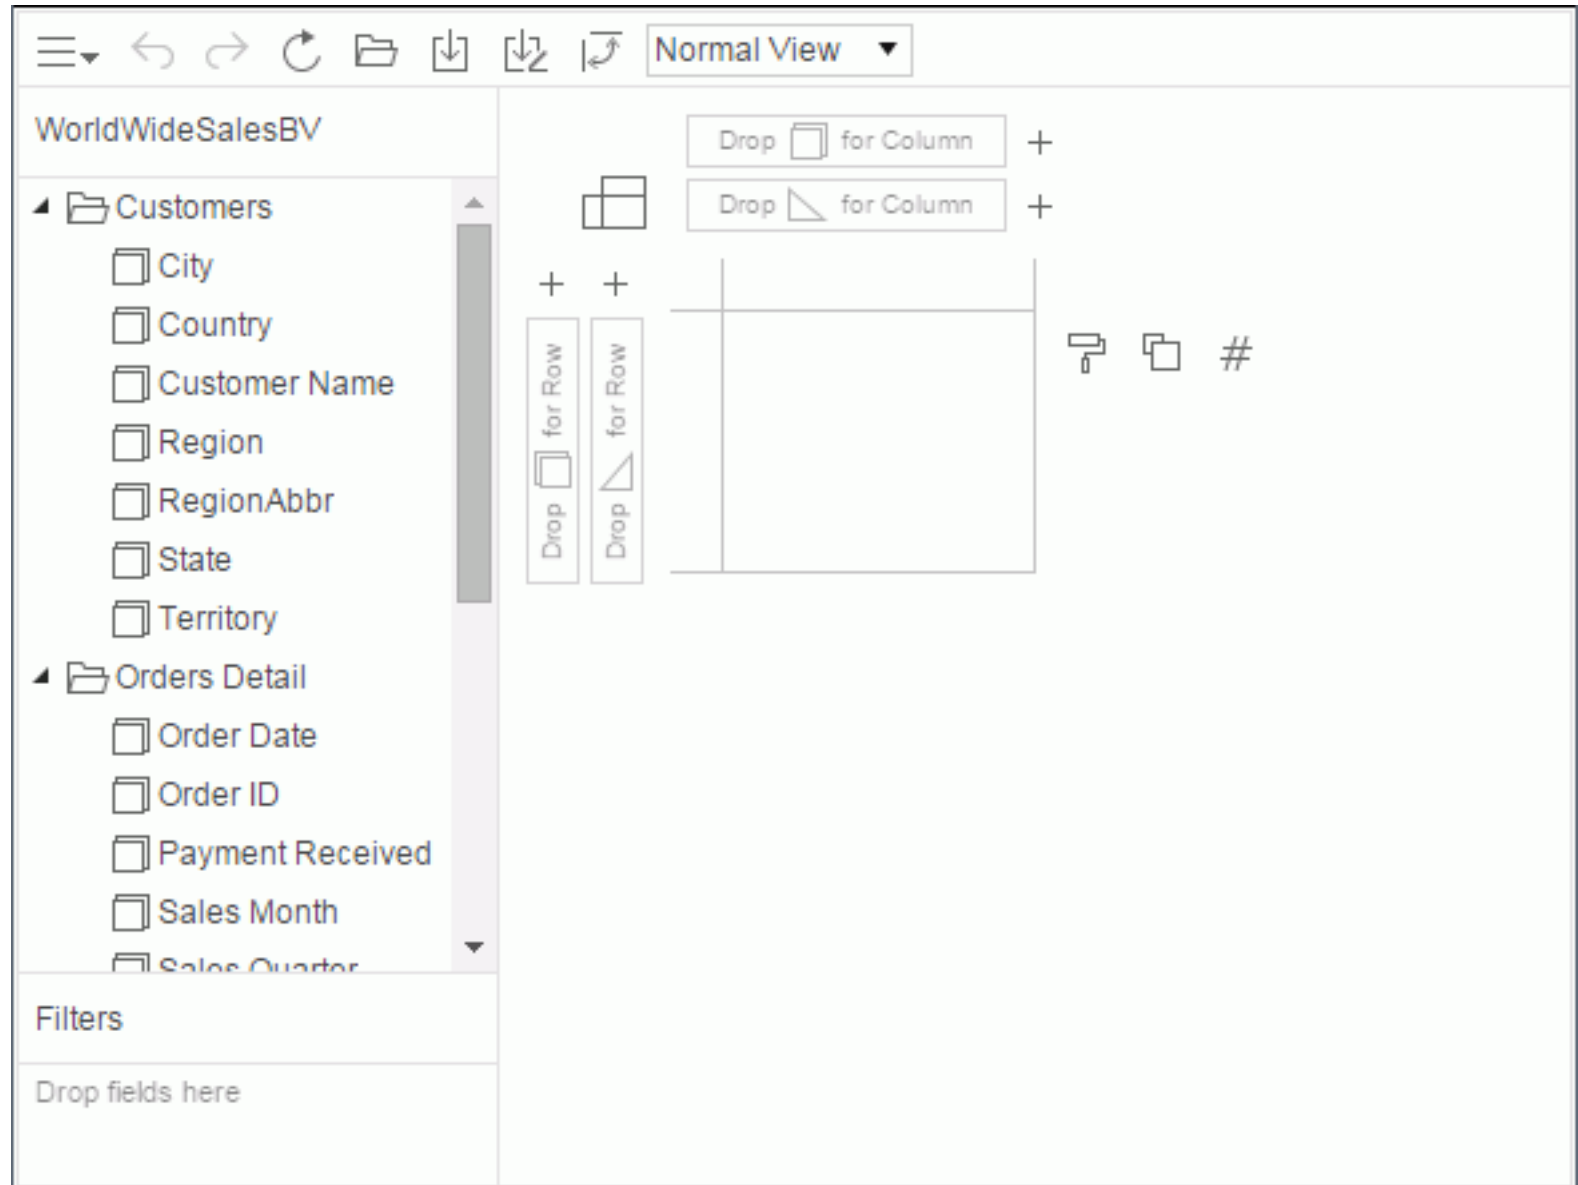 Normal View
WorldWideSalesBV
Customers
City
Country
Customer Name
Region
RegionAbbr
State
Territory
Orders Detail
Order Date
Order ID
Payment Received
Sales Month
Sales Quarter
Filters
Drop fields here
Drop for Column +
Drop for Column +
+ +
Drop for Row
Drop for Row
#